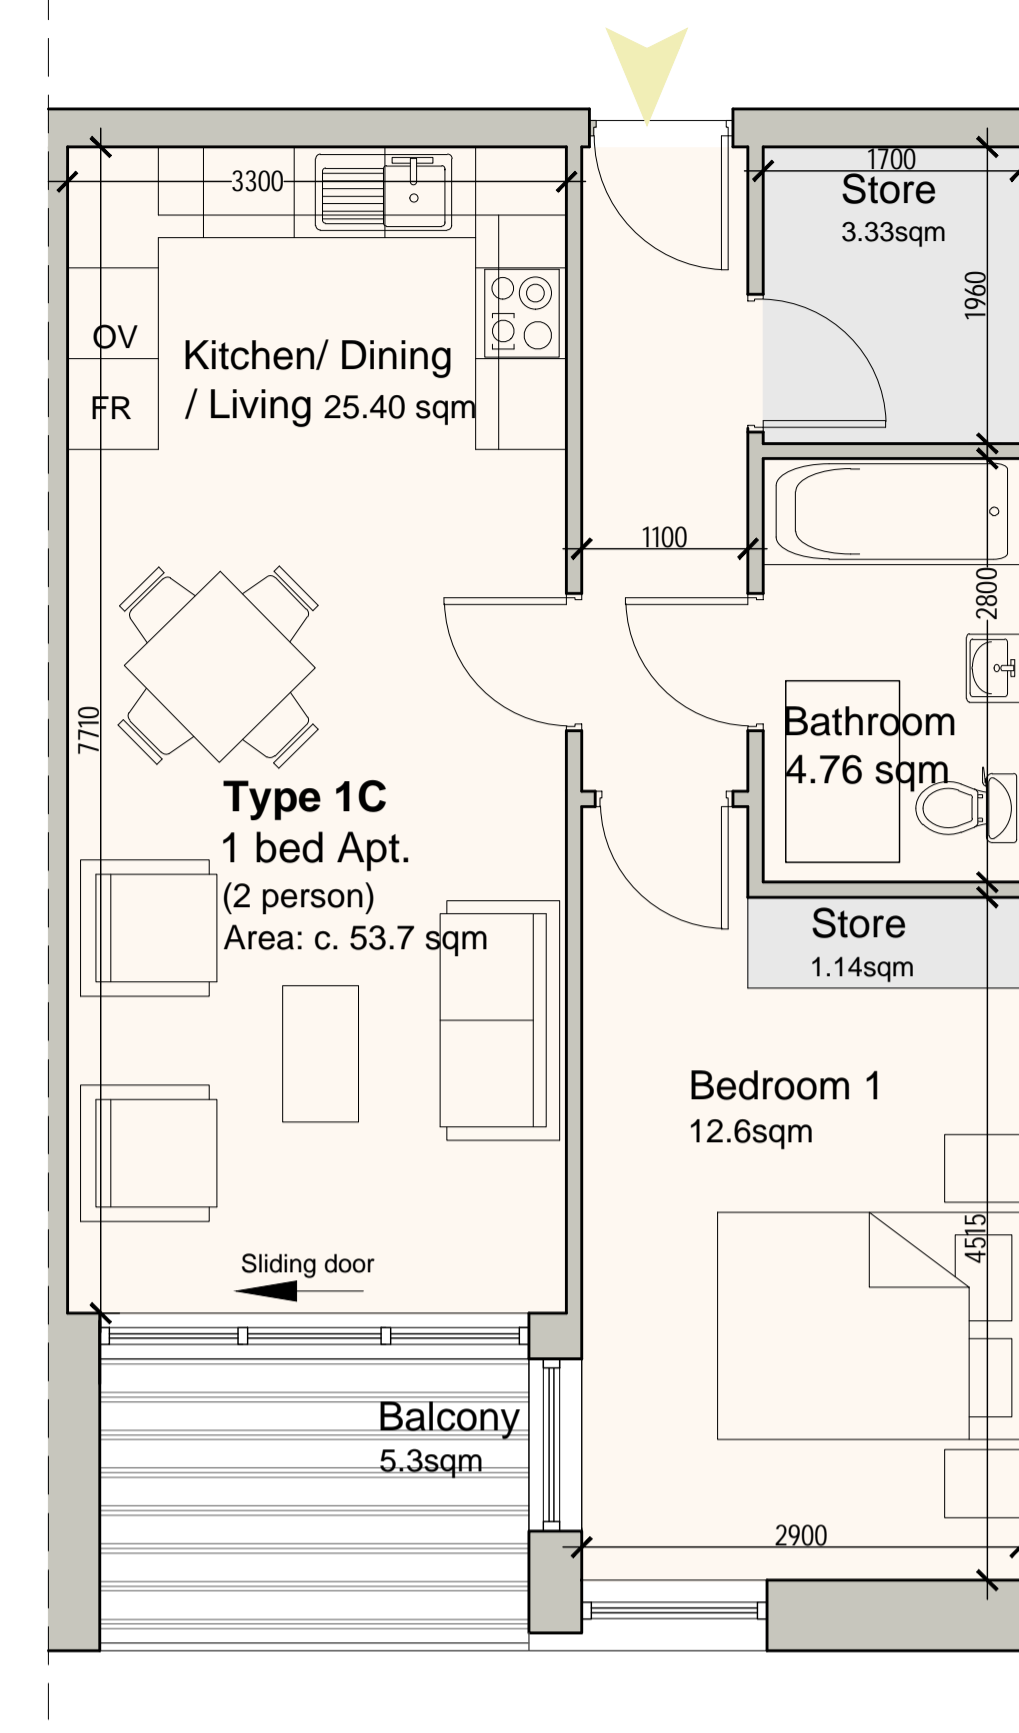 3300
1700
Store
3.33sqm
1960
OV
FR
Kitchen/ Dining
/ Living 25.40 sqm
1100
2800
7710
Bathroom
4.76 sqm
Type 1C
1 bed Apt.
(2 person)
Area: c. 53.7 sqm
Store
1.14sqm
Bedroom 1
12.6sqm
4515
Sliding door
Balcony
5.3sqm
2900